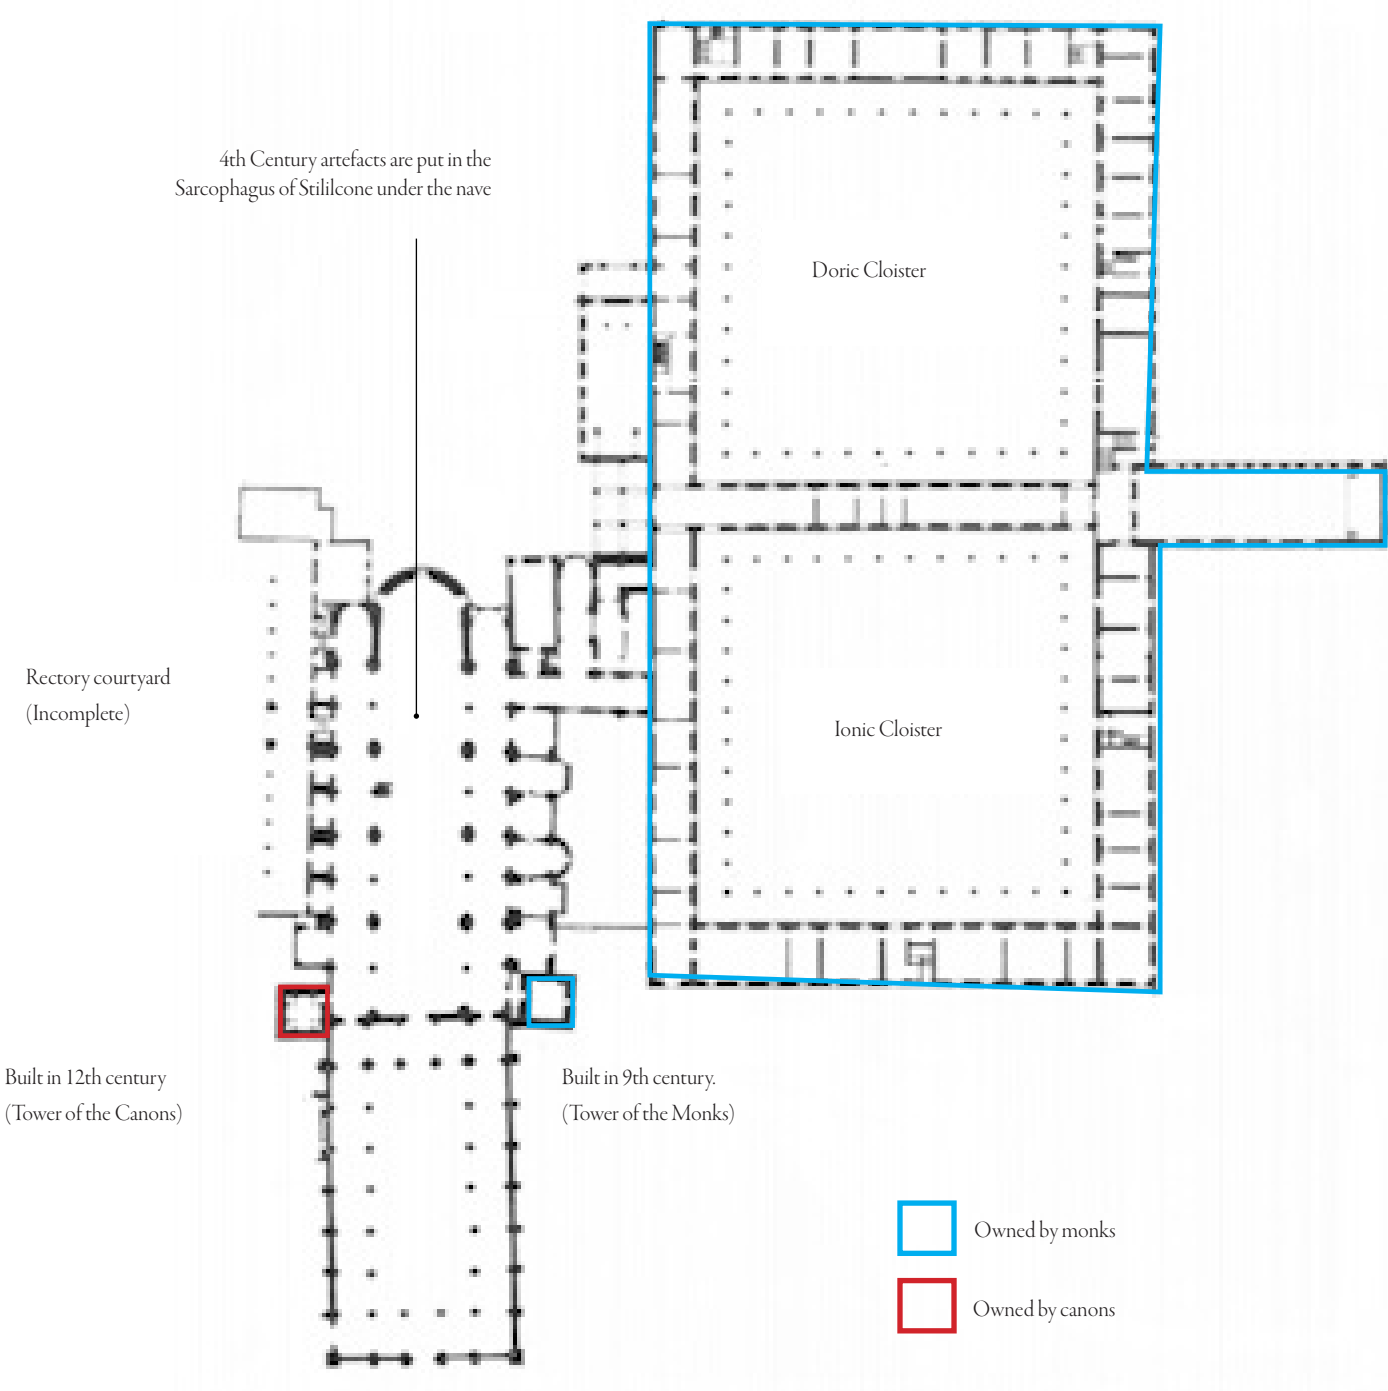 4th Century artefacts are put in the
Sarcophagus of Stililcone under the nave
Doric Cloister
Rectory courtyard
(Incomplete)
Ionic Cloister
Built in 12th century
(Tower of the Canons)
Built in 9th century.
(Tower of the Monks)
Owned by monks
Owned by canons